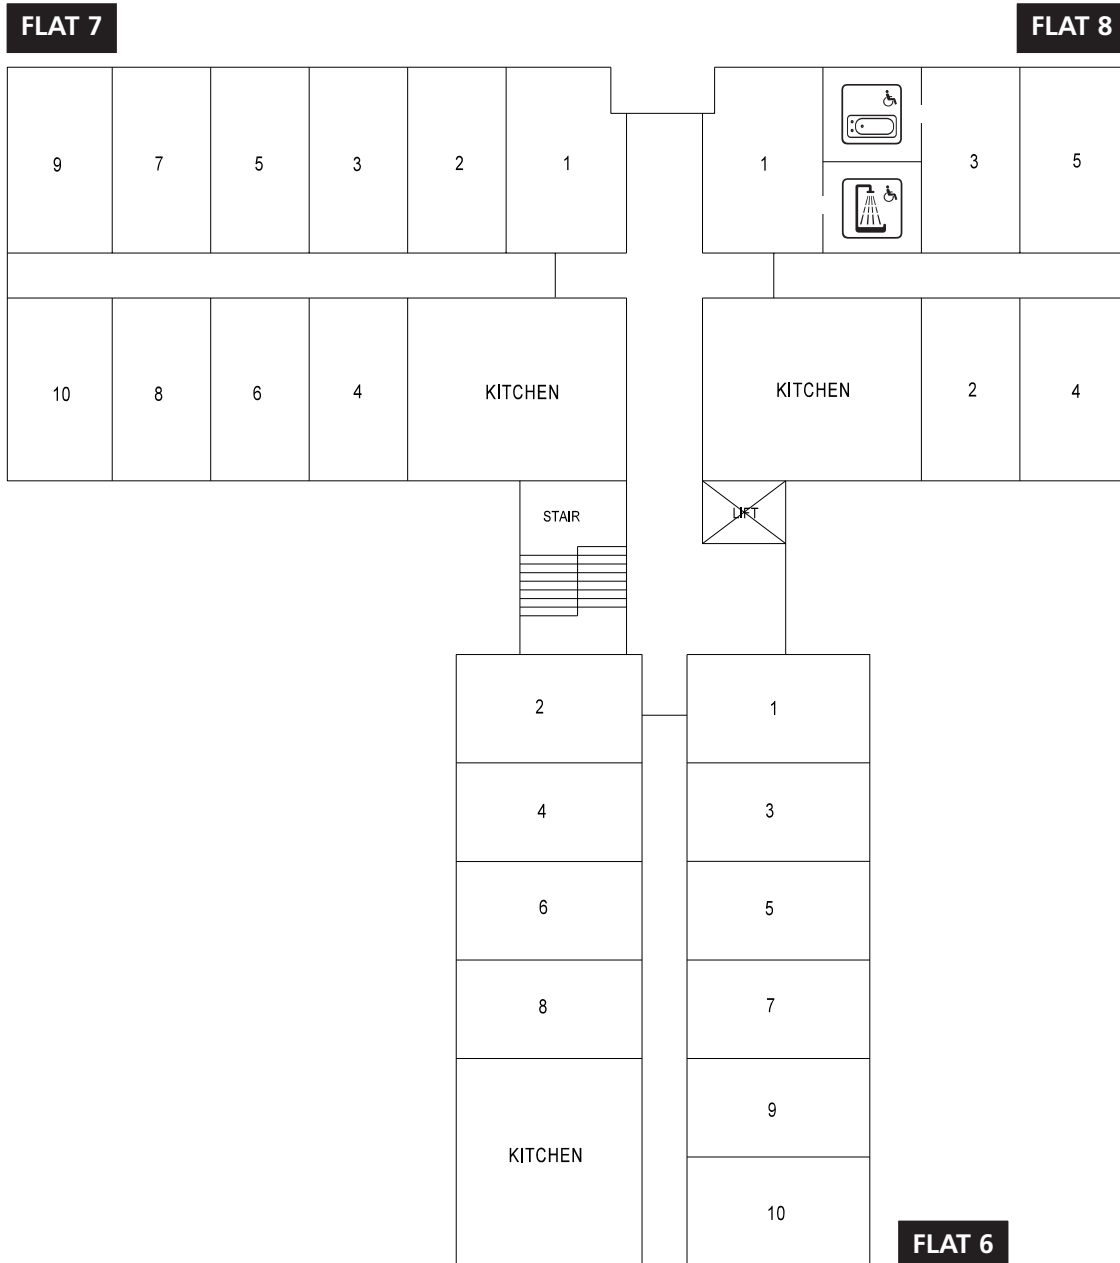 FLAT 7
FLAT 8
9 7 5 3 2 1 1 3 5
10 8 6 4 KITCHEN KITCHEN 2 4
STAIR LIFT
2 1
4 3
6 5
8 7
9
KITCHEN
10
FLAT 6